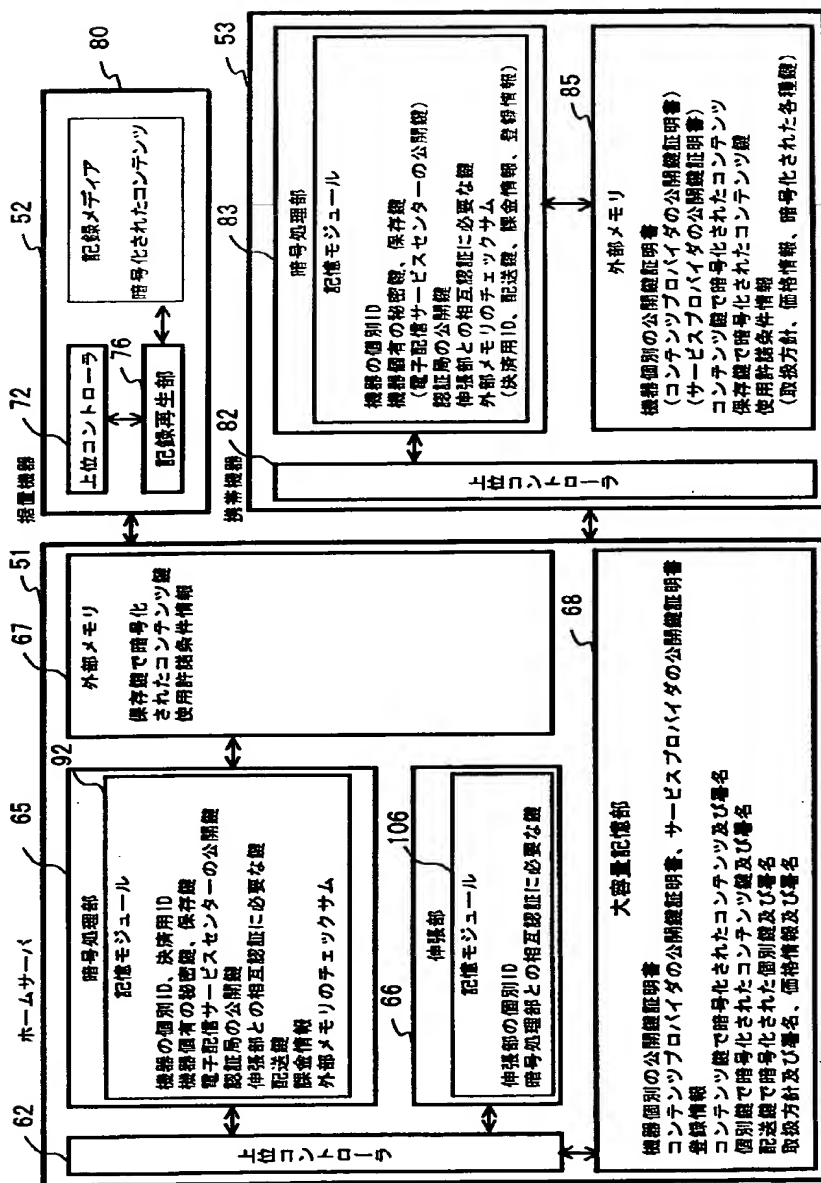 ホームサーバ
51
62
上位コントローラ
65
暗号処理部
92
記憶モジュール
機器の個別ID、決済用ID
機器個有の秘密鍵、保存鍵
電子配信サービスセンターの公開鍵
認証局の公開鍵
伸張部との相互認証に必要な鍵
配送鍵
課金情報
外部メモリのチェックサム
66
伸張部
106
記憶モジュール
伸張部の個別ID
暗号処理部との相互認証に必要な鍵
67
外部メモリ
保存鍵で暗号化
されたコンテンツ鍵
使用許諾条件情報
68
大容量記憶部
機器個別の公開鍵証明書
コンテンツプロバイダの公開鍵証明書、サービスプロバイダの公開鍵証明書
登録情報
コンテンツ鍵で暗号化されたコンテンツ及び署名
個別鍵で暗号化されたコンテンツ鍵及び署名
配送鍵で暗号化された個別鍵及び署名
取扱方針及び署名、価格情報及び署名
据置機器
52
72
上位コントローラ
76
記録再生部
80
記録メディア
暗号化されたコンテンツ
携帯機器
53
82
上位コントローラ
83
暗号処理部
記憶モジュール
機器の個別ID
機器個有の秘密鍵、保存鍵
(電子配信サービスセンターの公開鍵)
認証局の公開鍵
伸張部との相互認証に必要な鍵
外部メモリのチェックサム
(決済用ID、配送鍵、課金情報、登録情報)
85
外部メモリ
機器個別の公開鍵証明書
(コンテンツプロバイダの公開鍵証明書)
(サービスプロバイダの公開鍵証明書)
コンテンツ鍵で暗号化されたコンテンツ
保存鍵で暗号化されたコンテンツ鍵
使用許諾条件情報
(取扱方針、価格情報、暗号化された各種鍵)